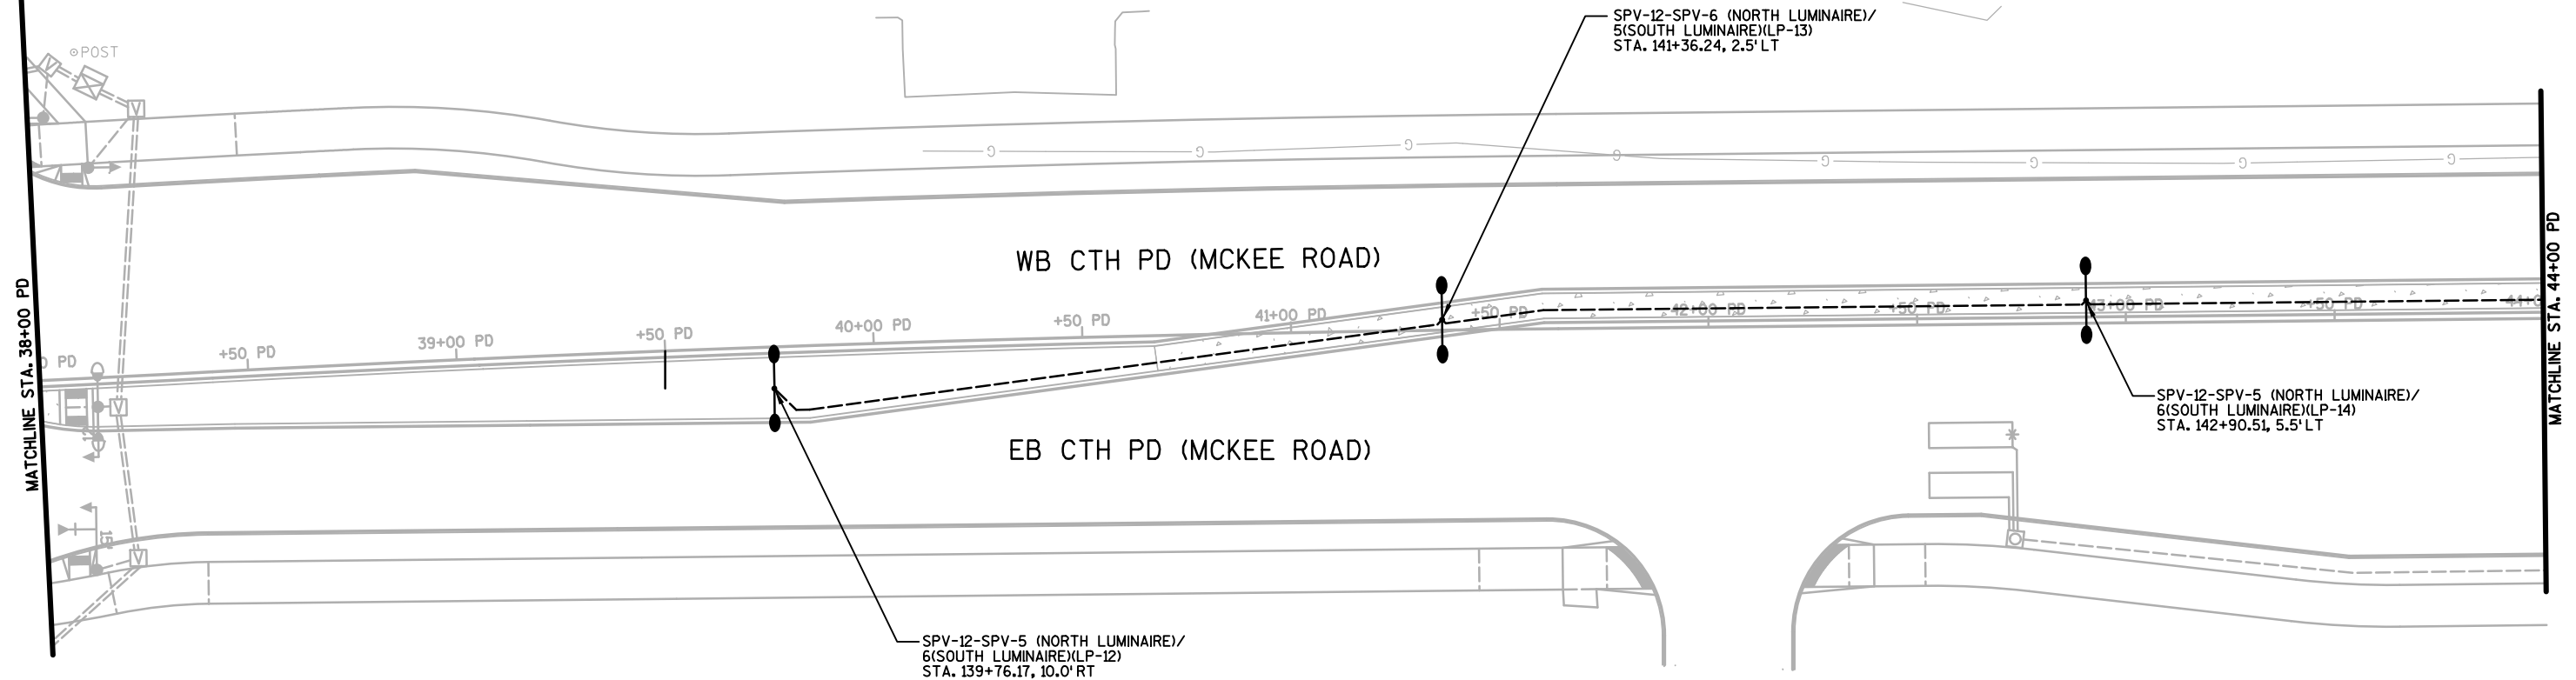 SPV-12-SPV-6 (NORTH LUMINAIRE)/
5(SOUTH LUMINAIRE)(LP-13)
STA. 141+36.24, 2.5' LT
POST
G G G G G G G G
MATCHLINE STA. 38+00 PD
MATCHLINE STA. 44+00 PD
WB CTH PD (MCKEE ROAD)
0 PD
+50 PD
39+00 PD
+50 PD
40+00 PD
+50 PD
41+00 PD
+50 PD
42+00 PD
+50 PD
43+00 PD
+50 PD
V
V
V
EB CTH PD (MCKEE ROAD)
SPV-12-SPV-5 (NORTH LUMINAIRE)/
6(SOUTH LUMINAIRE)(LP-14)
STA. 142+90.51, 5.5' LT
15'
SPV-12-SPV-5 (NORTH LUMINAIRE)/
6(SOUTH LUMINAIRE)(LP-12)
STA. 139+76.17, 10.0' RT